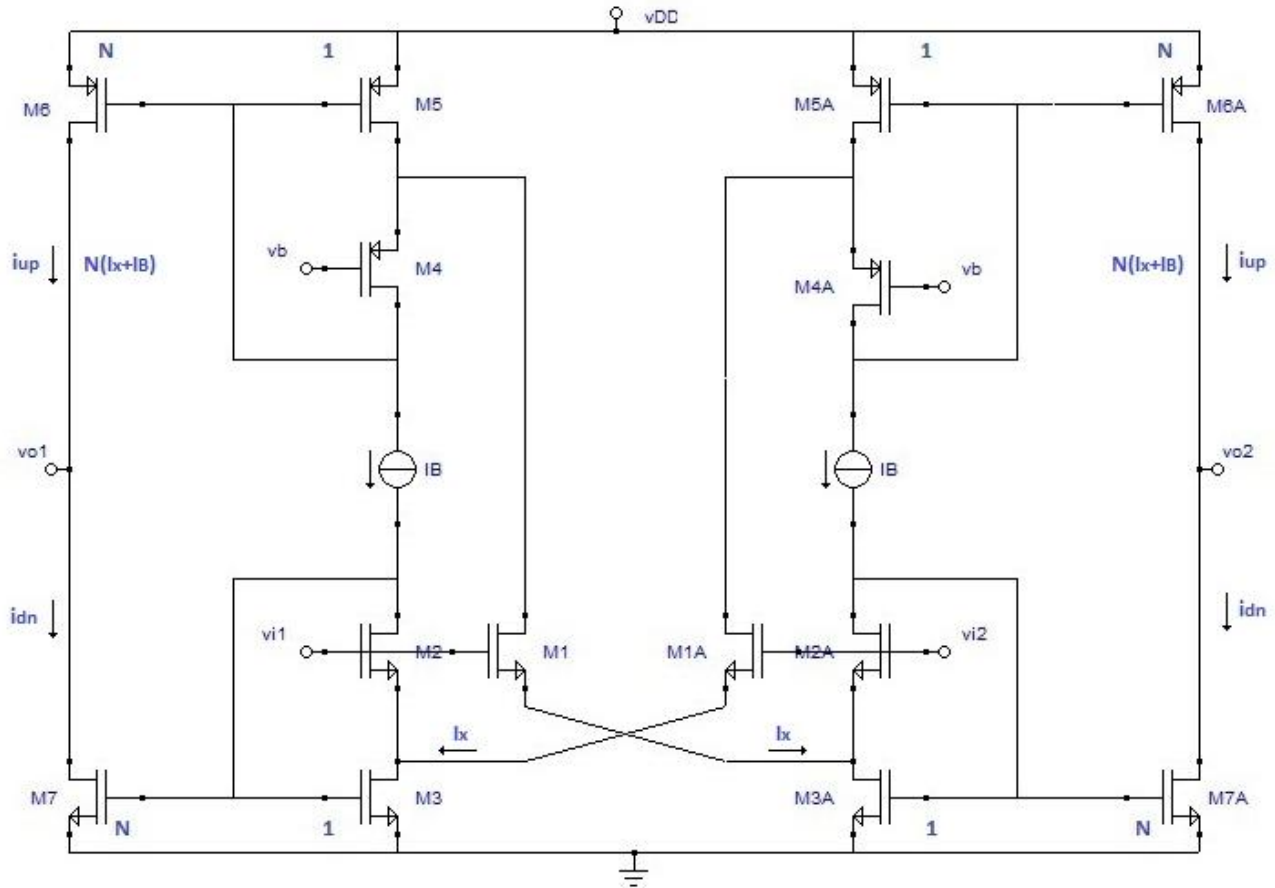 vDD
N 1 1 N
M6 M5 M5A M6A
vb M4 M4A vb
iup N(Ix+IB) N(Ix+IB) iup
vo1 IB IB vo2
idn idn
vi1 M2 M1 M1A M2A vi2
Ix Ix
M7 M3 M3A M7A
N 1 1 N